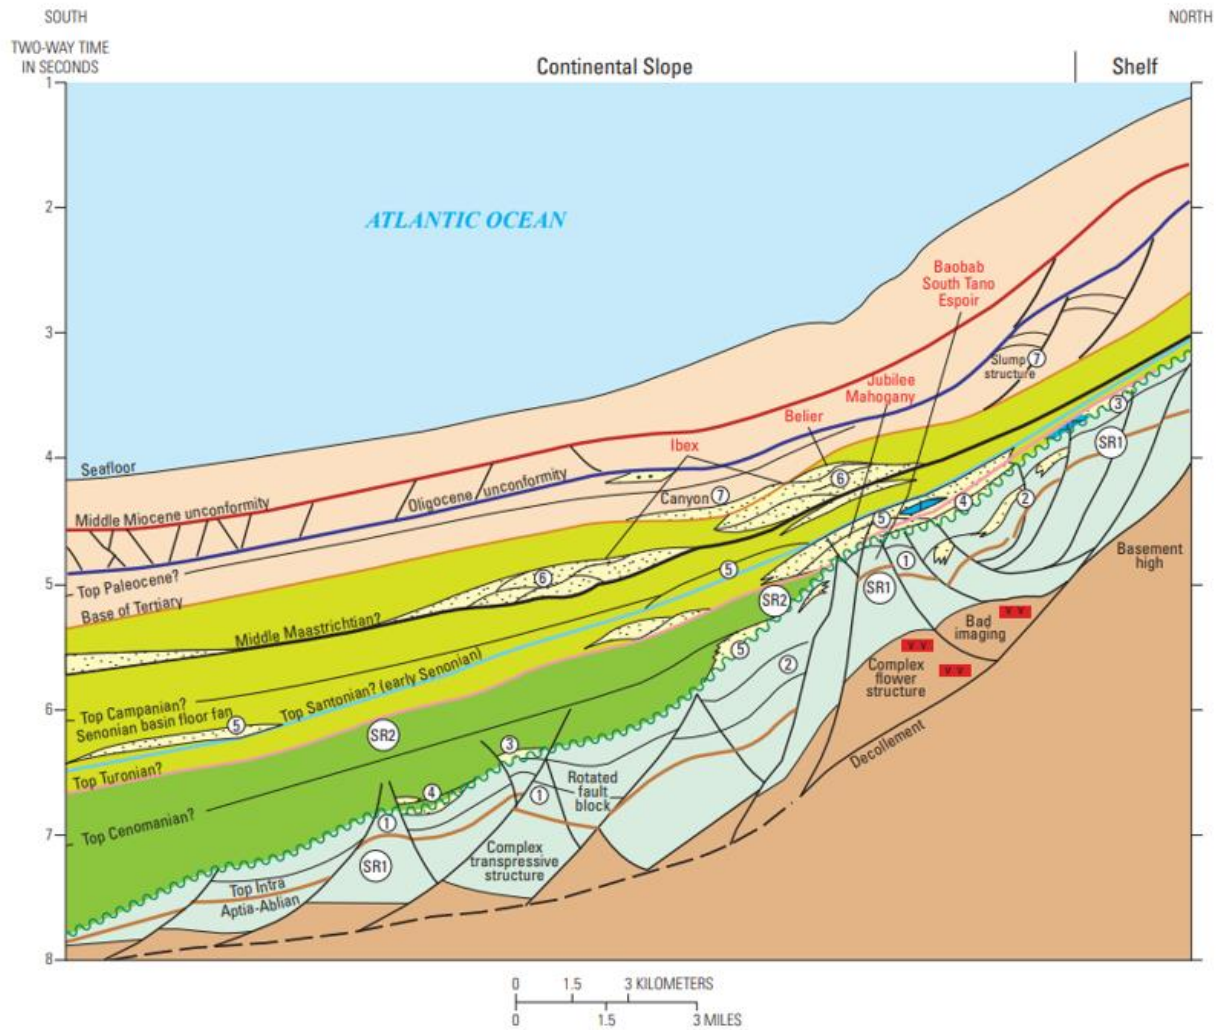 SOUTH
NORTH
TWO-WAY TIME
IN SECONDS
Continental Slope
Shelf
1
2
3
4
5
6
7
8
ATLANTIC OCEAN
Baobab
South Tano
Espoir
Slump
structure
7
Jubilee
Mahogany
Belier
Ibex
3
SR1
Seafloor
Middle Miocene unconformity
Oligocene unconformity
Canyon
7
6
5
4
2
Top Paleocene?
Base of Tertiary
6
5
1
SR1
SR2
Basement
high
v v
Bad
imaging
v v
v v
Complex
flower
structure
Decollement
Middle Maastrichtian?
5
2
Top Campanian?
Senonian basin floor fan
5
Top Santonian? (early Senonian)
SR2
Top Turonian?
3
Rotated
fault
block
1
4
Top Cenomanian?
1
SR1
Complex
transpressive
structure
Top Intra
Aptia-Ablian
0
1.5
3 KILOMETERS
0
1.5
3 MILES